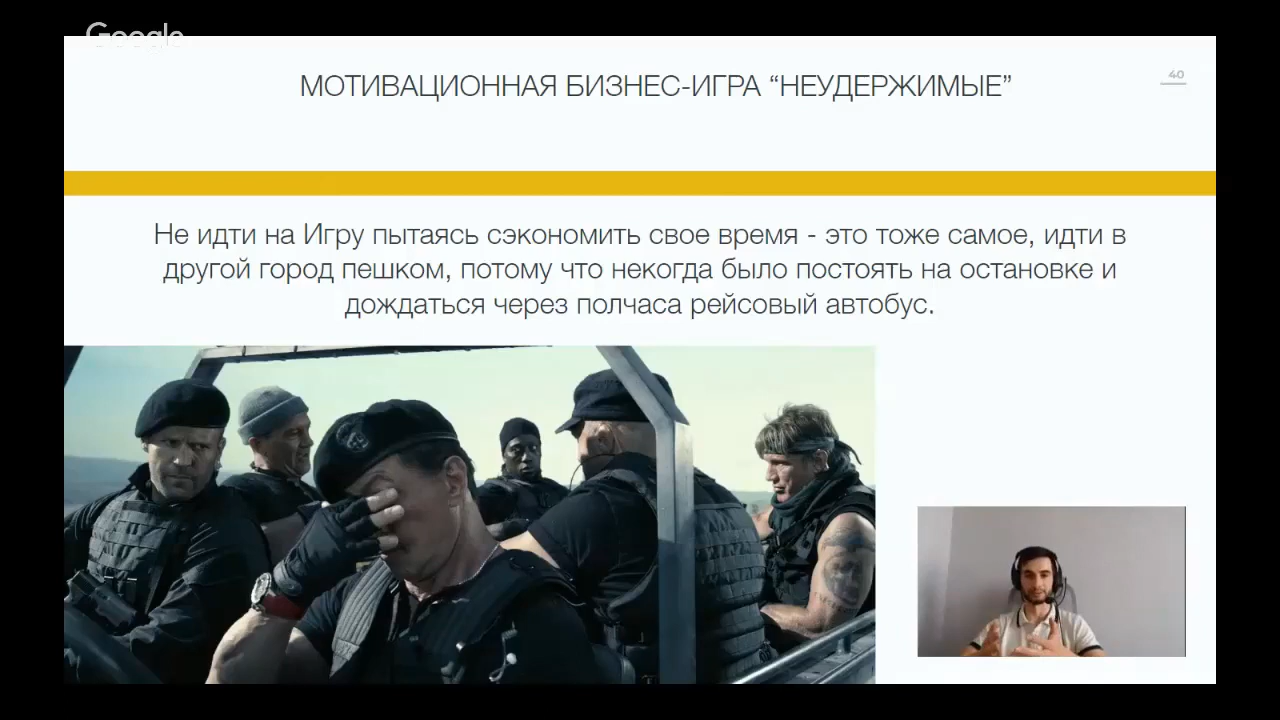 Google
МОТИВАЦИОННАЯ БИЗНЕС-ИГРА “НЕУДЕРЖИМЫЕ”
40
Не идти на Игру пытаясь сэкономить свое время - это тоже самое, идти в
другой город пешком, потому что некогда было постоять на остановке и
дождаться через полчаса рейсовый автобус.